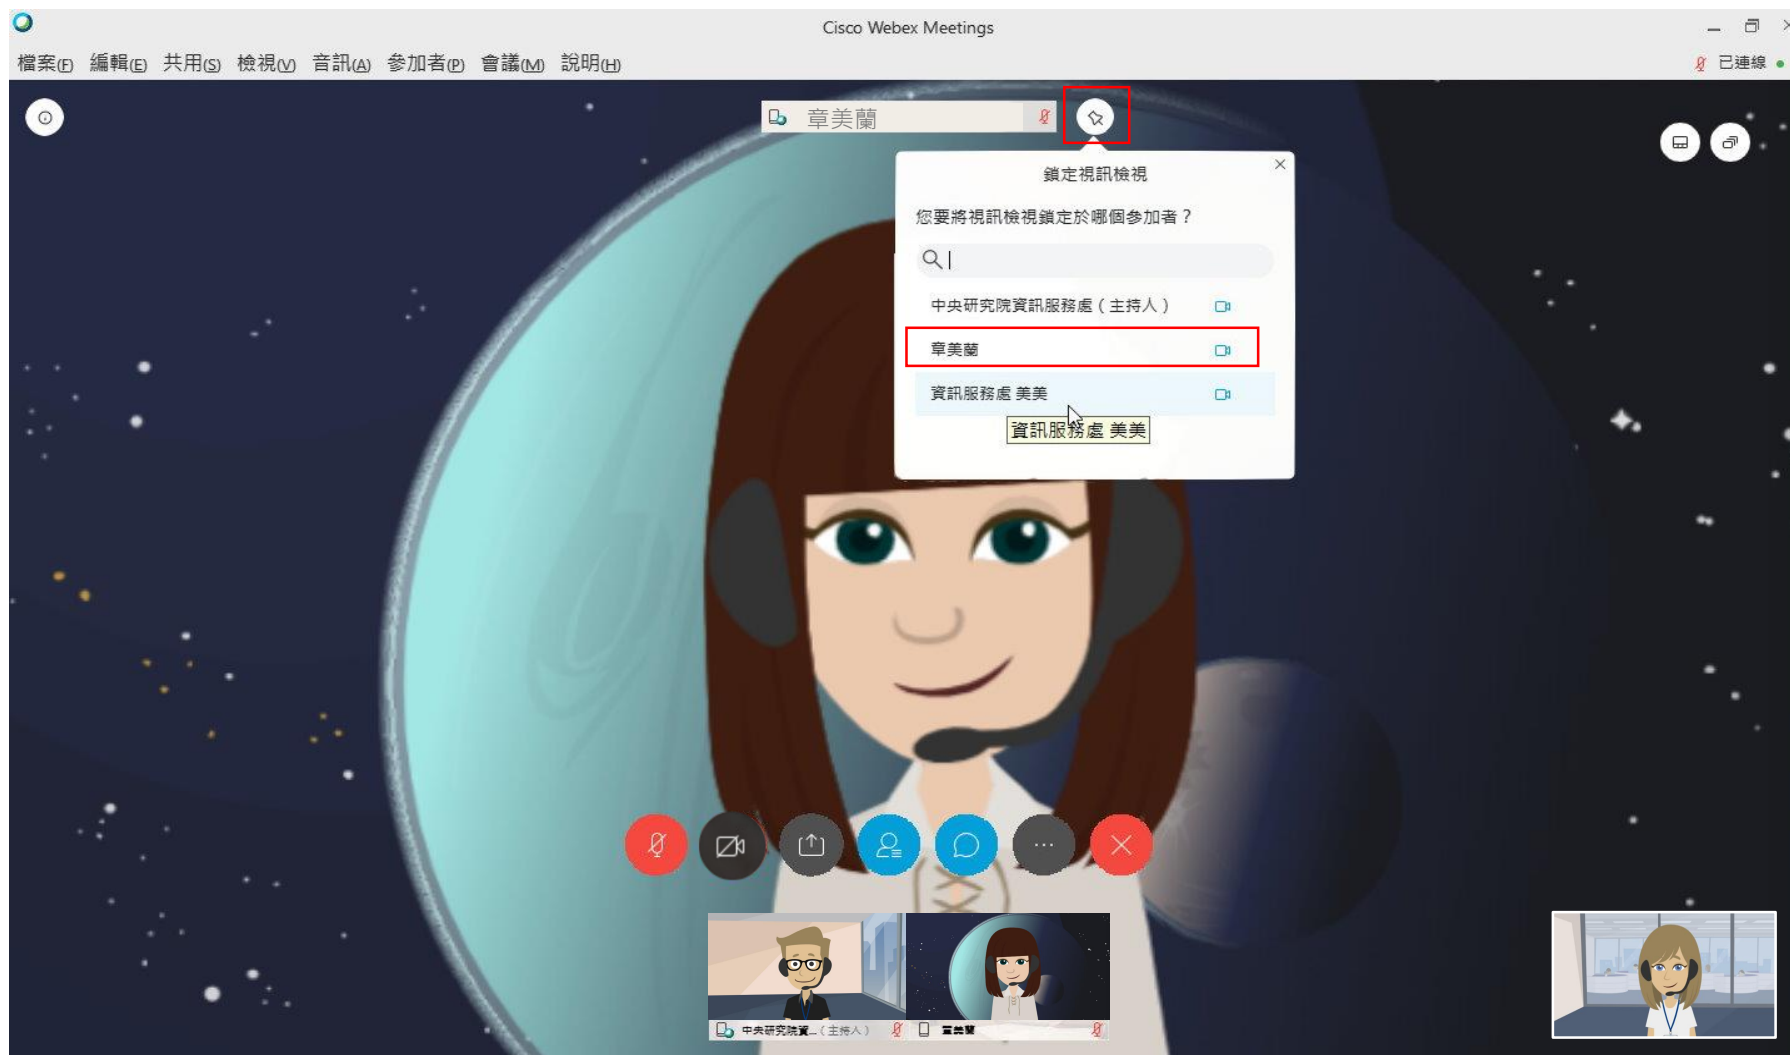 Cisco Webex Meetings
檔案(F) 編輯(E) 共用(S) 檢視(V) 音訊(A) 參加者(P) 會議(M) 說明(H)
已連線
章美蘭
鎖定視訊檢視
您要將視訊檢視鎖定於哪個參加者？
中央研究院資訊服務處（主持人）
章美蘭
資訊服務處 美美
資訊服務處 美美
中央研究院資...（主持人）
章美蘭